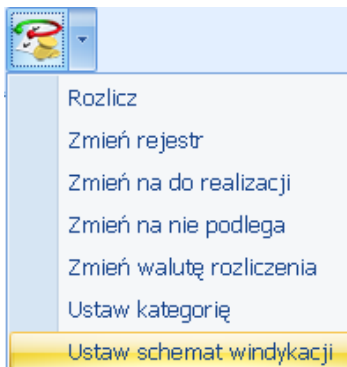 Rozlicz
Zmień rejestr
Zmień na do realizacji
Zmień na nie podlega
Zmień walutę rozliczenia
Ustaw kategorię
Ustaw schemat windykacji